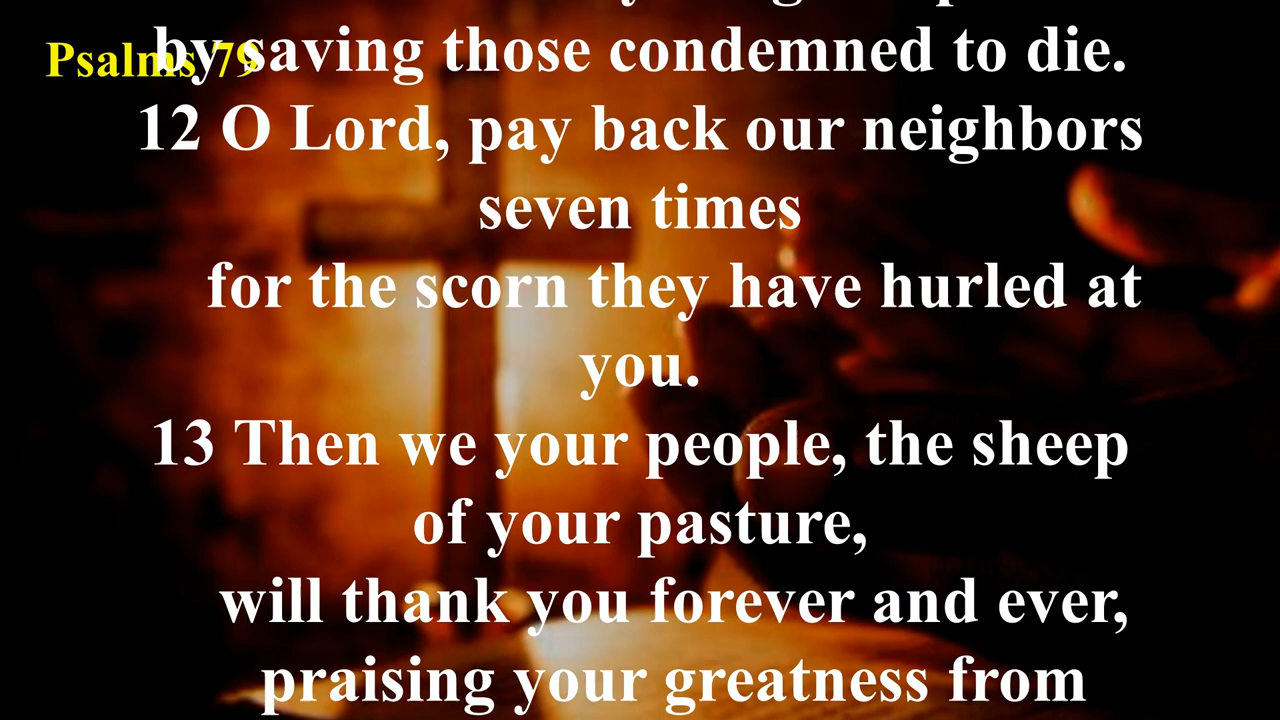 Psalms 79
by saving those condemned to die.
12 O Lord, pay back our neighbors
seven times
for the scorn they have hurled at
you.
13 Then we your people, the sheep
of your pasture,
will thank you forever and ever,
praising your greatness from